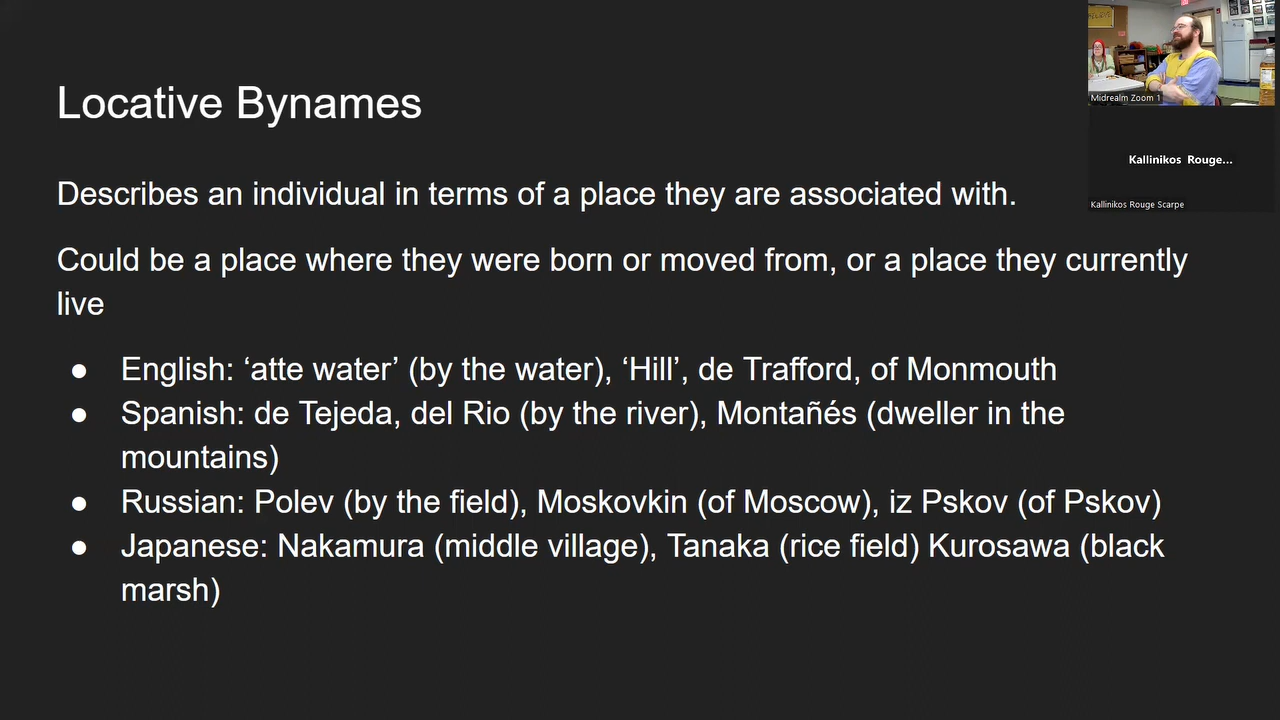 Locative Bynames
Describes an individual in terms of a place they are associated with.
Could be a place where they were born or moved from, or a place they currently
live
● English: ‘atte water’ (by the water), ‘Hill’, de Trafford, of Monmouth
● Spanish: de Tejeda, del Rio (by the river), Montañés (dweller in the
mountains)
● Russian: Polev (by the field), Moskovkin (of Moscow), iz Pskov (of Pskov)
● Japanese: Nakamura (middle village), Tanaka (rice field) Kurosawa (black
marsh)
Midrealm Zoom 1
Kallinikos Rouge...
Kallinikos Rouge Scarpe